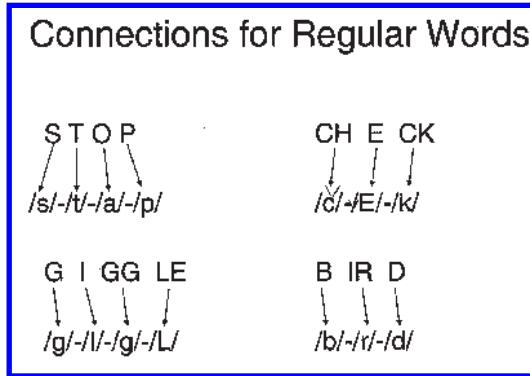 Connections for Regular Words
S T O P
/s/-/t/-/a/-/p/
CH E CK
/č/-/E/-/k/
G I GG LE
/g/-/I/-/g/-/L/
B IR D
/b/-/r/-/d/